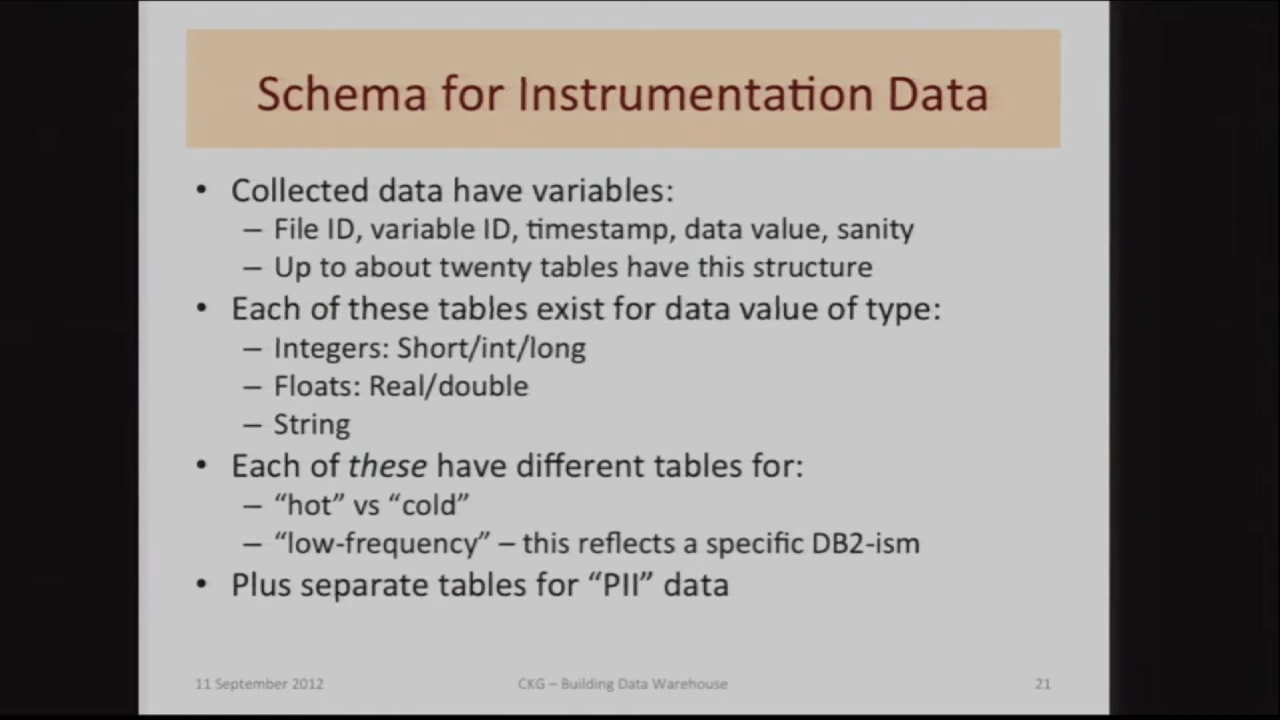 Schema for Instrumentation Data
• Collected data have variables:
– File ID, variable ID, timestamp, data value, sanity
– Up to about twenty tables have this structure
• Each of these tables exist for data value of type:
– Integers: Short/int/long
– Floats: Real/double
– String
• Each of these have different tables for:
– “hot” vs “cold”
– “low-frequency” – this reflects a specific DB2-ism
• Plus separate tables for “PII” data
11 September 2012 CKG – Building Data Warehouse 21